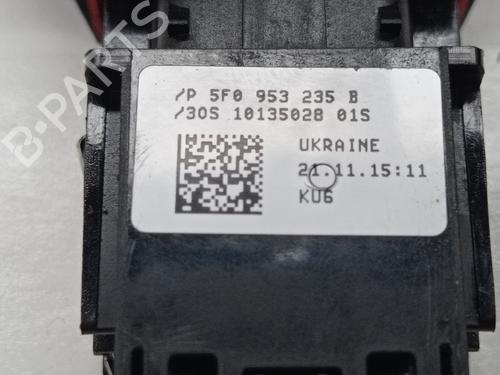 /P 5F0 953 235 B
/30S 10135028 01S
UKRAINE
21.11.15:11
KU6
B-PARTS